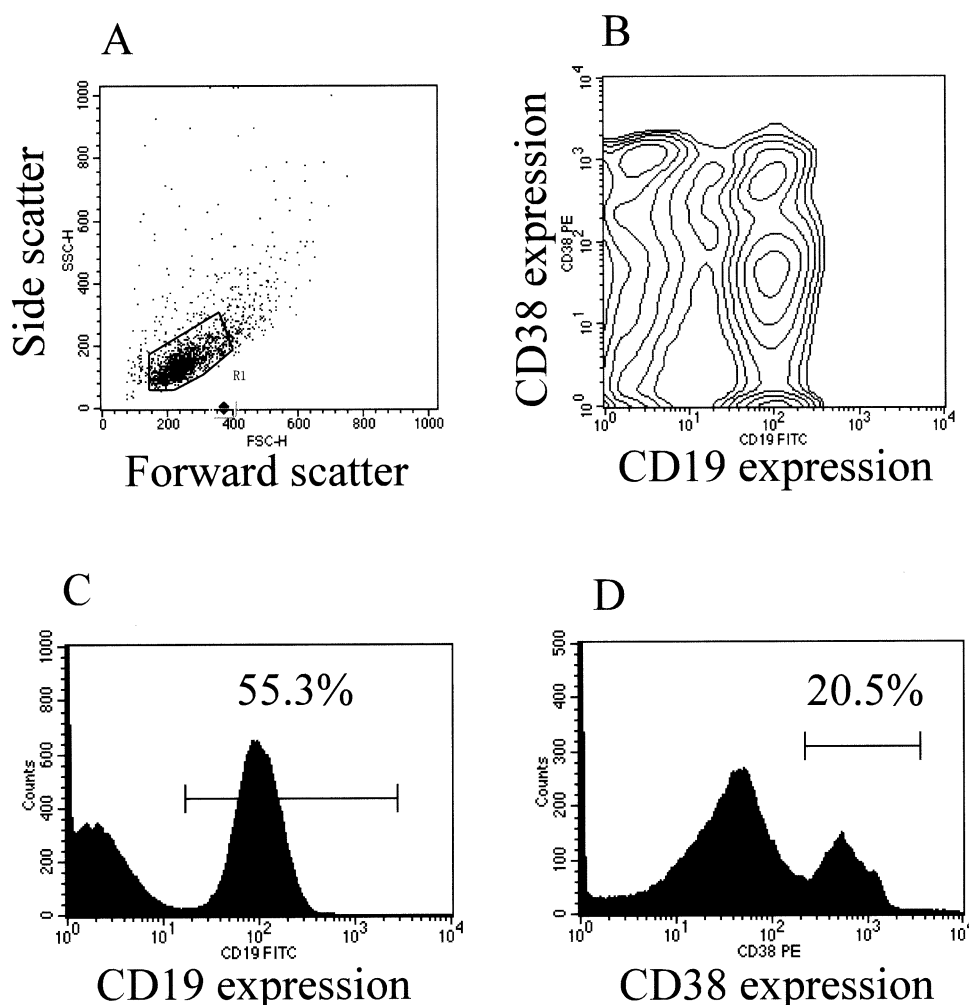 A
Side scatter
SSC-H
1000
800
600
400
200
0
R1
0 200 400 600 800 1000
FSC-H
Forward scatter
B
CD38 expression
CD38 PE
10^4
10^3
10^2
10^1
10^0
10^0 10^1 10^2 10^3 10^4
CD19 FITC
CD19 expression
C
Counts
1000
800
600
400
200
0
55.3%
10^0 10^1 10^2 10^3 10^4
CD19 FITC
CD19 expression
D
Counts
500
400
300
200
100
0
20.5%
10^0 10^1 10^2 10^3 10^4
CD38 PE
CD38 expression